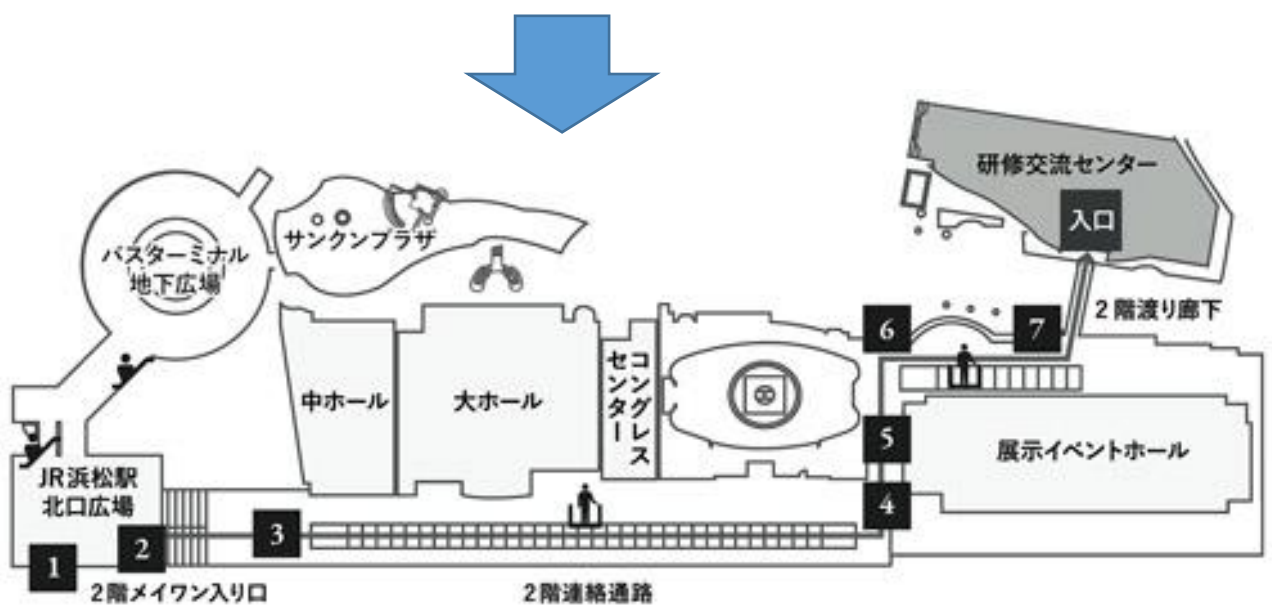 研修交流センター
入口
サンクンプラザ
バスターミナル
地下広場
2階渡り廊下
6
7
中ホール
大ホール
コングレス
センター
5
展示イベントホール
JR浜松駅
北口広場
4
3
2
1
2階メイワン入り口
2階連絡通路